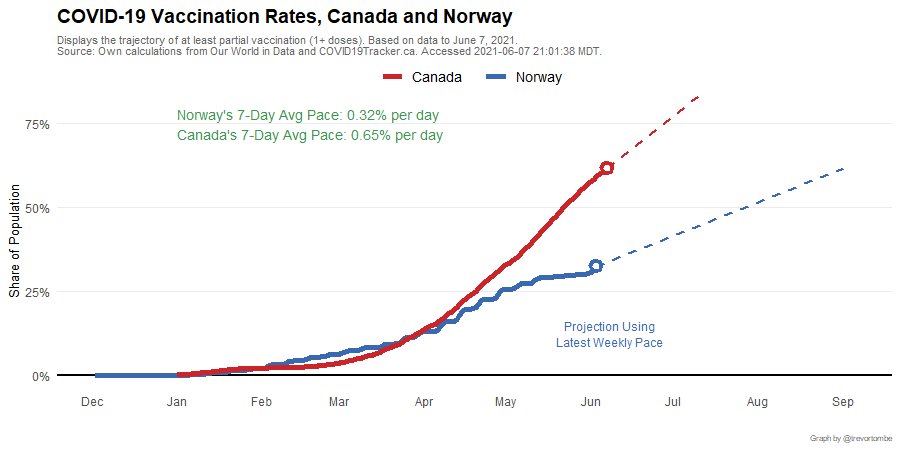 COVID-19 Vaccination Rates, Canada and Norway
Displays the trajectory of at least partial vaccination (1+ doses). Based on data to June 7, 2021.
Source: Own calculations from Our World in Data and COVID19Tracker.ca. Accessed 2021-06-07 21:01:38 MDT.
Canada Norway
Norway's 7-Day Avg Pace: 0.32% per day
Canada's 7-Day Avg Pace: 0.65% per day
75%
50%
25%
0%
Share of Population
Projection Using
Latest Weekly Pace
Dec Jan Feb Mar Apr May Jun Jul Aug Sep
Graph by @trevortombe